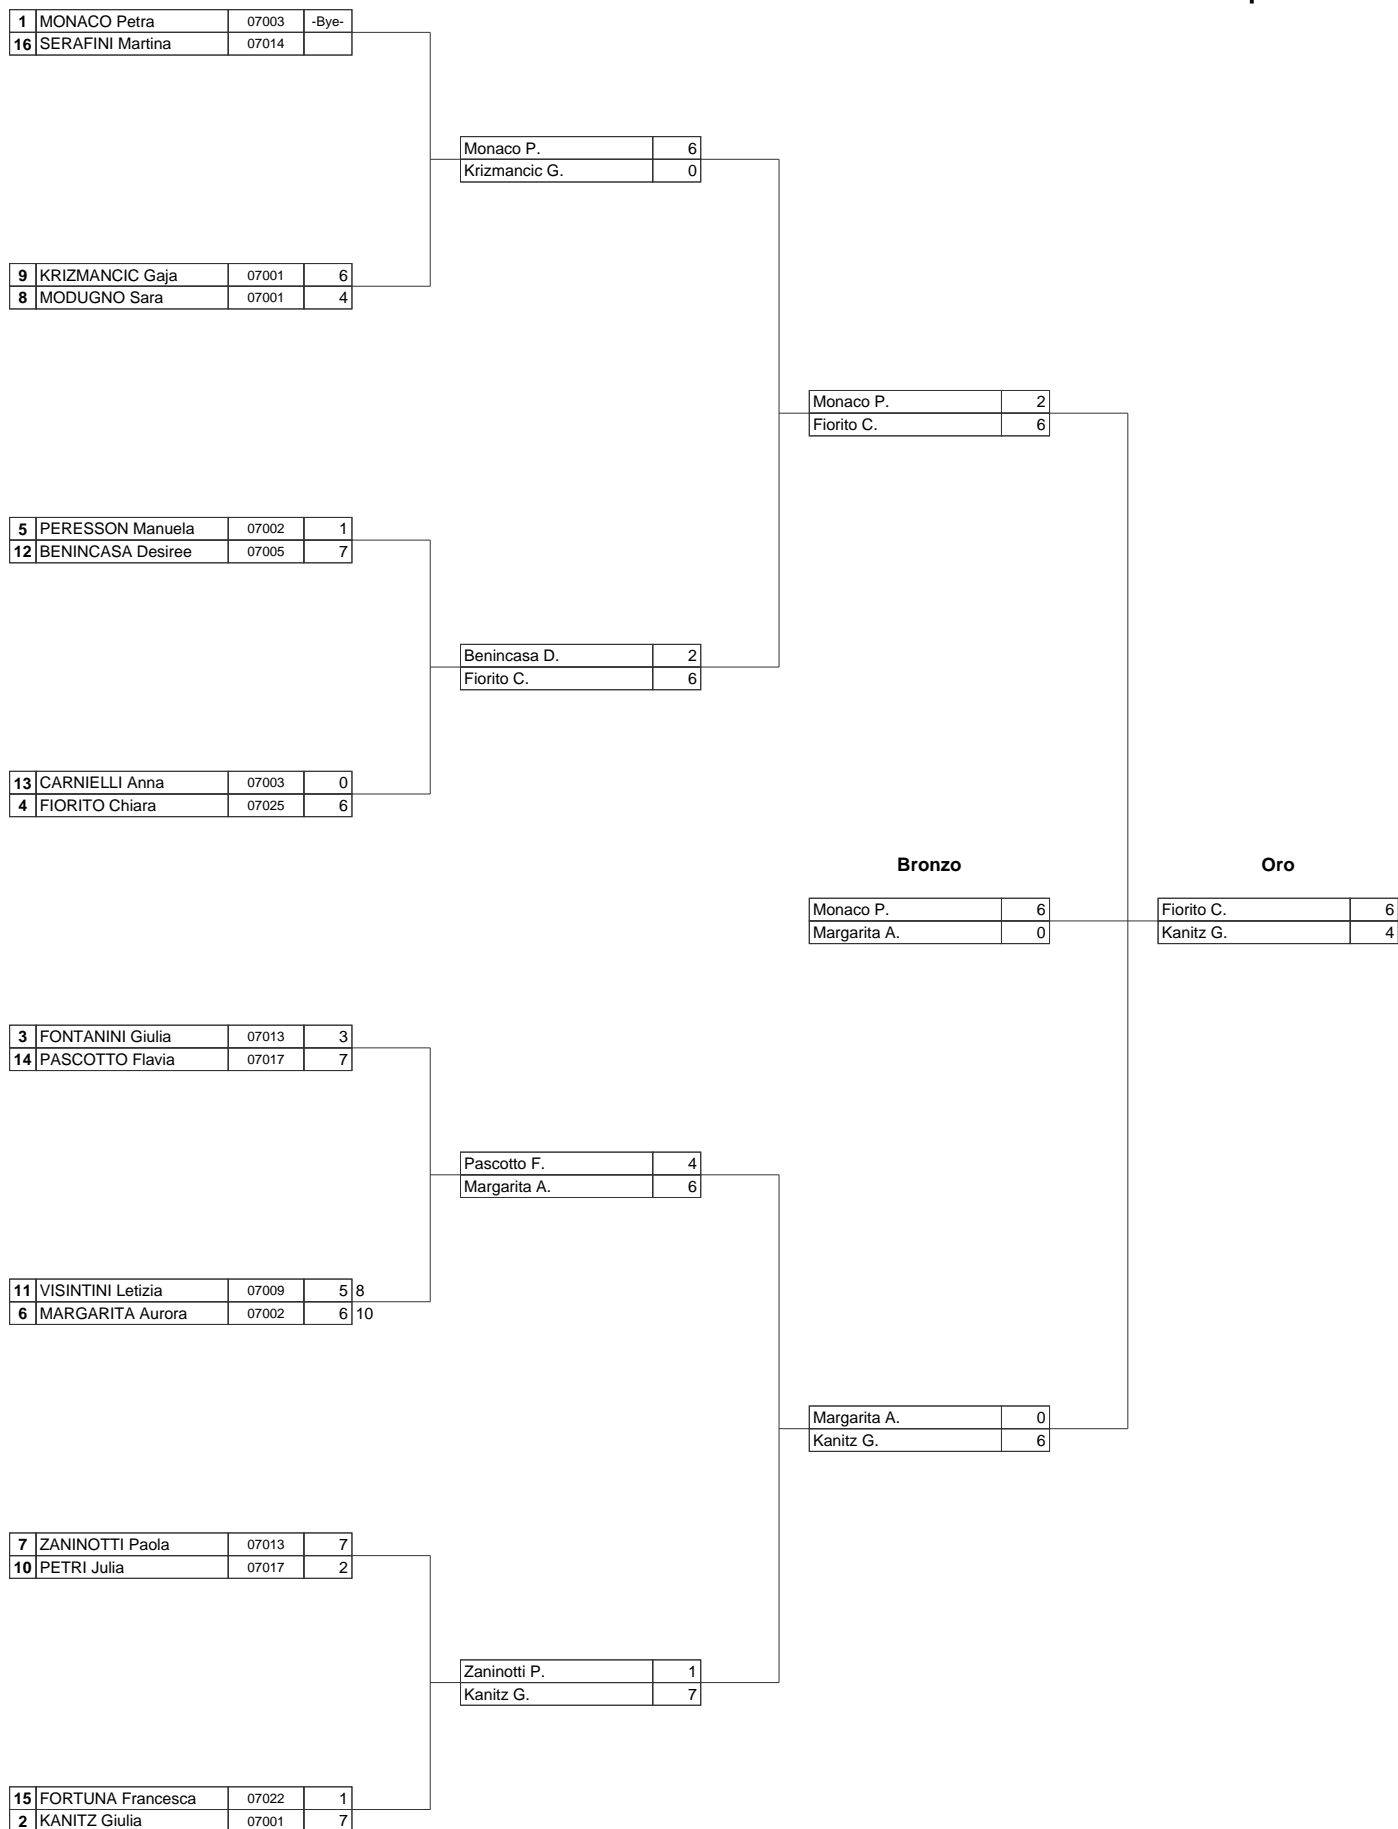 1 MONACO Petra 07003 -Bye-
16 SERAFINI Martina 07014
Monaco P. 6
Krizmancic G. 0
9 KRIZMANCIC Gaja 07001 6
8 MODUGNO Sara 07001 4
Monaco P. 2
Fiorito C. 6
5 PERESSON Manuela 07002 1
12 BENINCASA Desiree 07005 7
Benincasa D. 2
Fiorito C. 6
13 CARNIELLI Anna 07003 0
4 FIORITO Chiara 07025 6
Bronzo Oro
Monaco P. 6 Fiorito C. 6
Margarita A. 0 Kanitz G. 4
3 FONTANINI Giulia 07013 3
14 PASCOTTO Flavia 07017 7
Pascotto F. 4
Margarita A. 6
11 VISINTINI Letizia 07009 5 8
6 MARGARITA Aurora 07002 6 10
Margarita A. 0
Kanitz G. 6
7 ZANINOTTI Paola 07013 7
10 PETRI Julia 07017 2
Zaninotti P. 1
Kanitz G. 7
15 FORTUNA Francesca 07022 1
2 KANITZ Giulia 07001 7